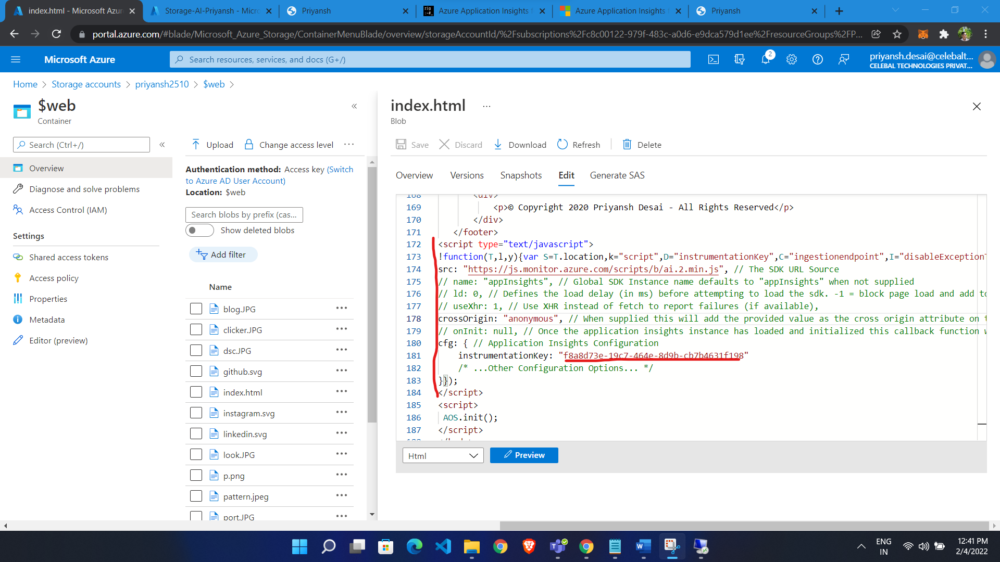 index.html - Microsoft Azur
Storage-AI-Priyansh - Micro
Priyansh
Azure Application Insights f
Azure Application Insights
Priyansh
portal.azure.com/#blade/Microsoft_Azure_Storage/ContainerMenuBlade/overview/storageAccountId/%2Fsubscriptions%2Fc8c00122-979f-483c-a0d6-e9dca579d1ee%2FresourceGroups%2FP...
Microsoft Azure
Search resources, services, and docs (G+/)
2
priyansh.desai@celebalt...
CELEBAL TECHNOLOGIES PRIVAT...
Home > Storage accounts > priyansh2510 > $web >
$web
Container
Search (Ctrl+/)
Overview
Diagnose and solve problems
Access Control (IAM)
Settings
Shared access tokens
Access policy
Properties
Metadata
Editor (preview)
Upload
Change access level
Authentication method: Access key (Switch
to Azure AD User Account)
Location: $web
Search blobs by prefix (cas...
Show deleted blobs
Add filter
Name
blog.JPG
clicker.JPG
dsc.JPG
github.svg
index.html
instagram.svg
linkedin.svg
look.JPG
p.png
pattern.jpeg
port.JPG
index.html ...
Blob
Save
Discard
Download
Refresh
Delete
Overview
Versions
Snapshots
Edit
Generate SAS
168 <div>
169 <p>© Copyright 2020 Priyansh Desai - All Rights Reserved</p>
170 </div>
171 </footer>
172 <script type="text/javascript">
173 !function(T,l,y){var S=T.location,k="script",D="instrumentationKey",C="ingestionendpoint",I="disableException
174 src: "https://js.monitor.azure.com/scripts/b/ai.2.min.js", // The SDK URL Source
175 // name: "appInsights", // Global SDK Instance name defaults to "appInsights" when not supplied
176 // ld: 0, // Defines the load delay (in ms) before attempting to load the sdk. -1 = block page load and add to
177 // useXhr: 1, // Use XHR instead of fetch to report failures (if available),
178 crossOrigin: "anonymous", // When supplied this will add the provided value as the cross origin attribute on
179 // onInit: null, // Once the application insights instance has loaded and initialized this callback function
180 cfg: { // Application Insights Configuration
181 instrumentationKey: "f8a8d73e-19c7-464e-8d9b-cb7b4631f198"
182 /* ...Other Configuration Options... */
183 }});
184 </script>
185 <script>
186 AOS.init();
187 </script>
Html
Preview
ENG
IN
12:41 PM
2/4/2022